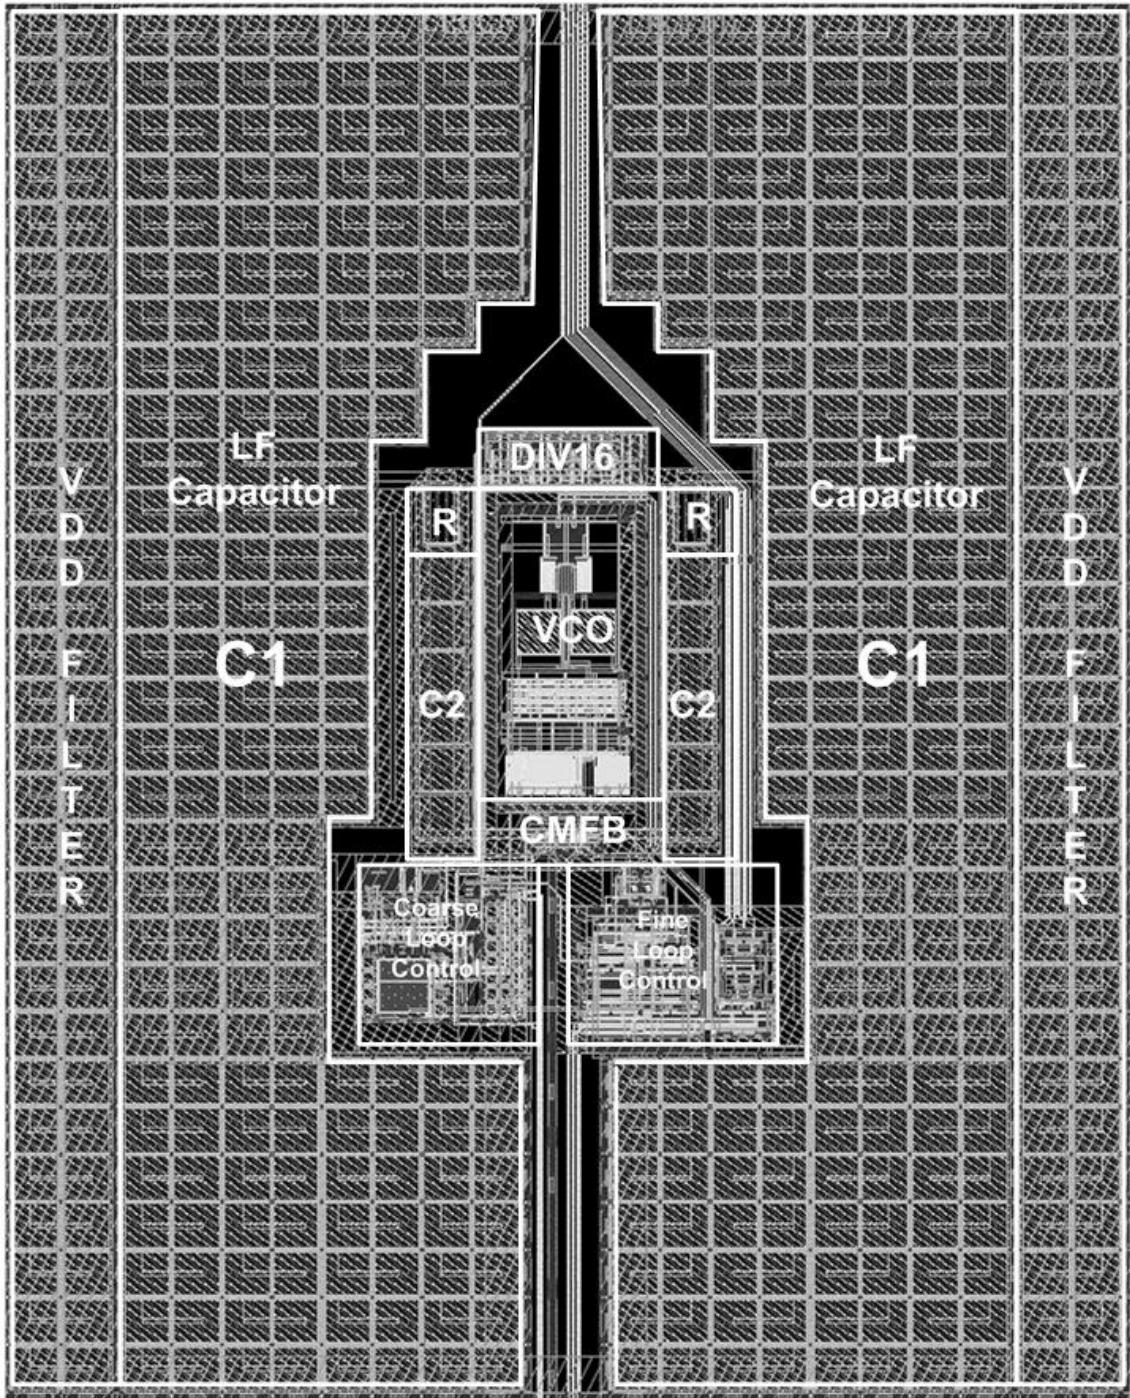 LF
Capacitor
C1
V
D
D
F
I
L
T
E
R
DIV16
R
R
VCO
C2
C2
CMFB
Coarse
Loop
Control
Fine
Loop
Control
LF
Capacitor
C1
V
D
D
F
I
L
T
E
R